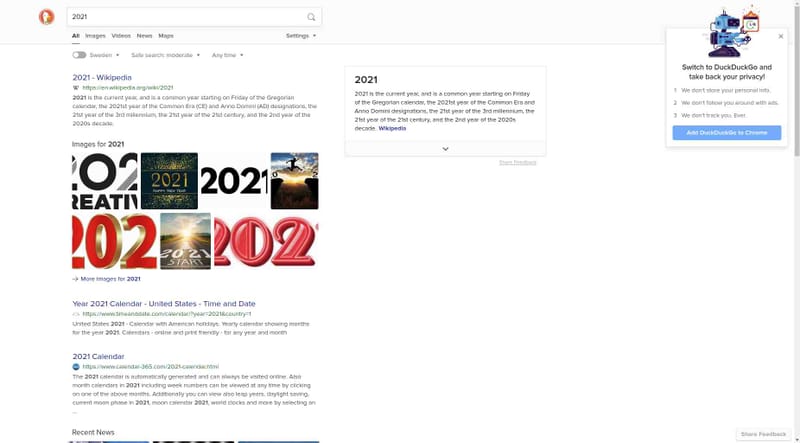 2021
All Images Videos News Maps Settings
Sweden Safe search: moderate Any time
2021 - Wikipedia
https://en.wikipedia.org/wiki/2021
2021 is the current year, and is a common year starting on Friday of the Gregorian
calendar, the 2021st year of the Common Era (CE) and Anno Domini (AD) designations, the
21st year of the 3rd millennium, the 21st year of the 21st century, and the 2nd year of the
2020s decade.
Images for 2021
2021
CREATIV
2021
HAPPY NEW YEAR
2021
2
202
2021
START
202
More Images for 2021
Year 2021 Calendar - United States - Time and Date
https://www.timeanddate.com/calendar/?year=2021&country=1
United States 2021 - Calendar with American holidays. Yearly calendar showing months
for the year 2021. Calendars - online and print friendly - for any year and month
2021 Calendar
https://www.calendar-365.com/2021-calendar.html
The 2021 calendar is automatically generated and can always be visited online. Also
month calendars in 2021 including week numbers can be viewed at any time by clicking
on one of the above months. Additionally you can view also leap years, daylight saving,
current moon phase in 2021, moon calendar 2021, world clocks and more by selecting an
...
Recent News
2021
2021 is the current year, and is a common year starting on Friday
of the Gregorian calendar, the 2021st year of the Common Era and
Anno Domini designations, the 21st year of the 3rd millennium,
the 21st year of the 21st century, and the 2nd year of the 2020s
decade. Wikipedia
Share Feedback
Switch to DuckDuckGo and
take back your privacy!
1 We don't store your personal info.
2 We don't follow you around with ads.
3 We don't track you. Ever.
Add DuckDuckGo to Chrome
Share Feedback